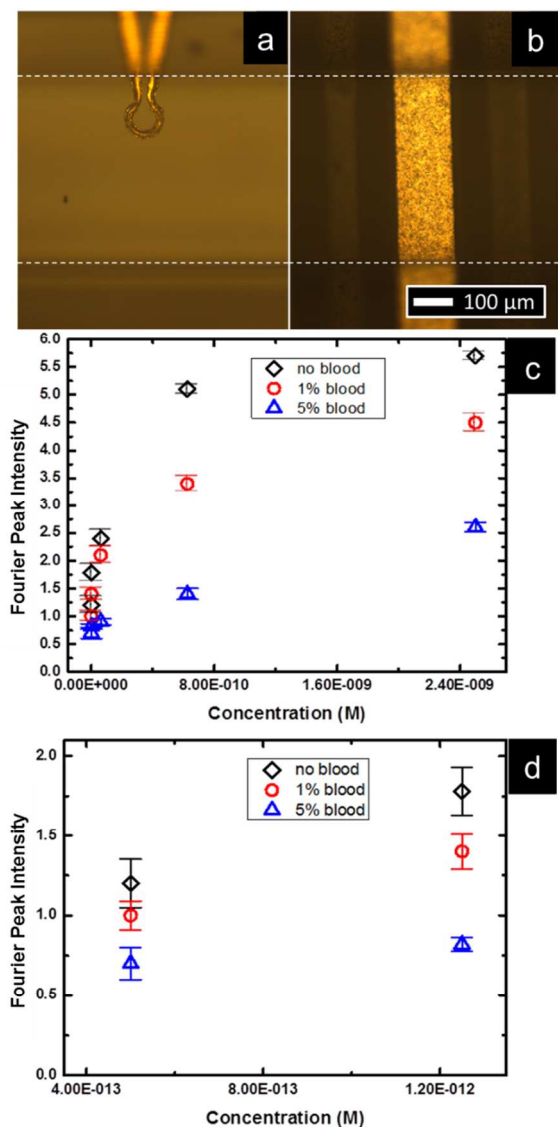 a
b
100 µm
c
6.0
5.5
5.0
4.5
4.0
3.5
3.0
2.5
2.0
1.5
1.0
0.5
0.0
Fourier Peak Intensity
no blood
1% blood
5% blood
0.00E+000 8.00E-010 1.60E-009 2.40E-009
Concentration (M)
d
2.0
1.5
1.0
0.5
0.0
Fourier Peak Intensity
no blood
1% blood
5% blood
4.00E-013 8.00E-013 1.20E-012
Concentration (M)